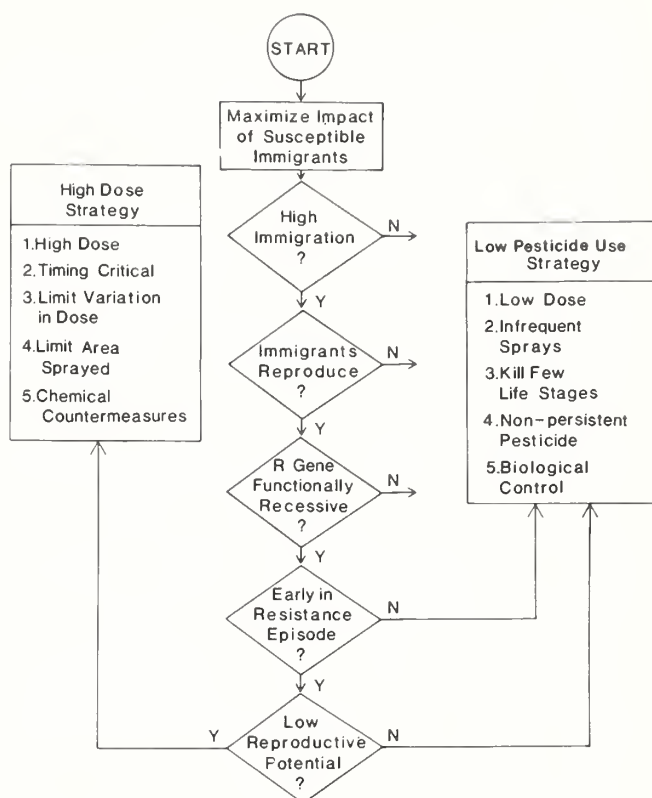 START
Maximize Impact
of Susceptible
Immigrants
High
Immigration
?
N
Y
Immigrants
Reproduce
?
N
Y
R Gene
Functionally
Recessive
?
N
Y
Early in
Resistance
Episode
?
N
Y
Low
Reproductive
Potential
?
Y
N
High Dose
Strategy
1.High Dose
2.Timing Critical
3.Limit Variation
in Dose
4.Limit Area
Sprayed
5.Chemical
Countermeasures
Low Pesticide Use
Strategy
1.Low Dose
2.Infrequent
Sprays
3.Kill Few
Life Stages
4.Non-persistent
Pesticide
5.Biological
Control